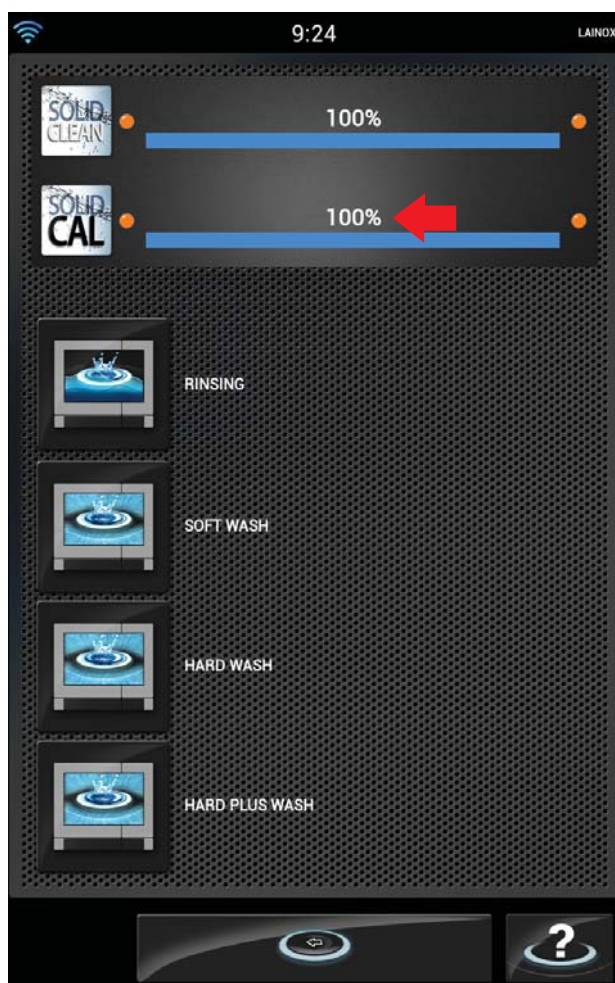 9:24
LAINOX
SOLID
CLEAN
100%
SOLID
CAL
100%
RINSING
SOFT WASH
HARD WASH
HARD PLUS WASH
?